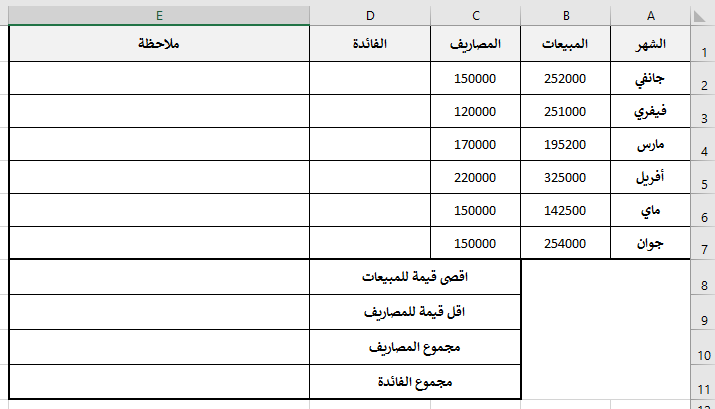 A B C D E
1 الشهر المبيعات المصاريف الفائدة ملاحظة
2 جانفي 252000 150000
3 فيفري 251000 120000
4 مارس 195200 170000
5 أفريل 325000 220000
6 ماي 142500 150000
7 جوان 254000 150000
8 اقصى قيمة للمبيعات
9 اقل قيمة للمصاريف
10 مجموع المصاريف
11 مجموع الفائدة